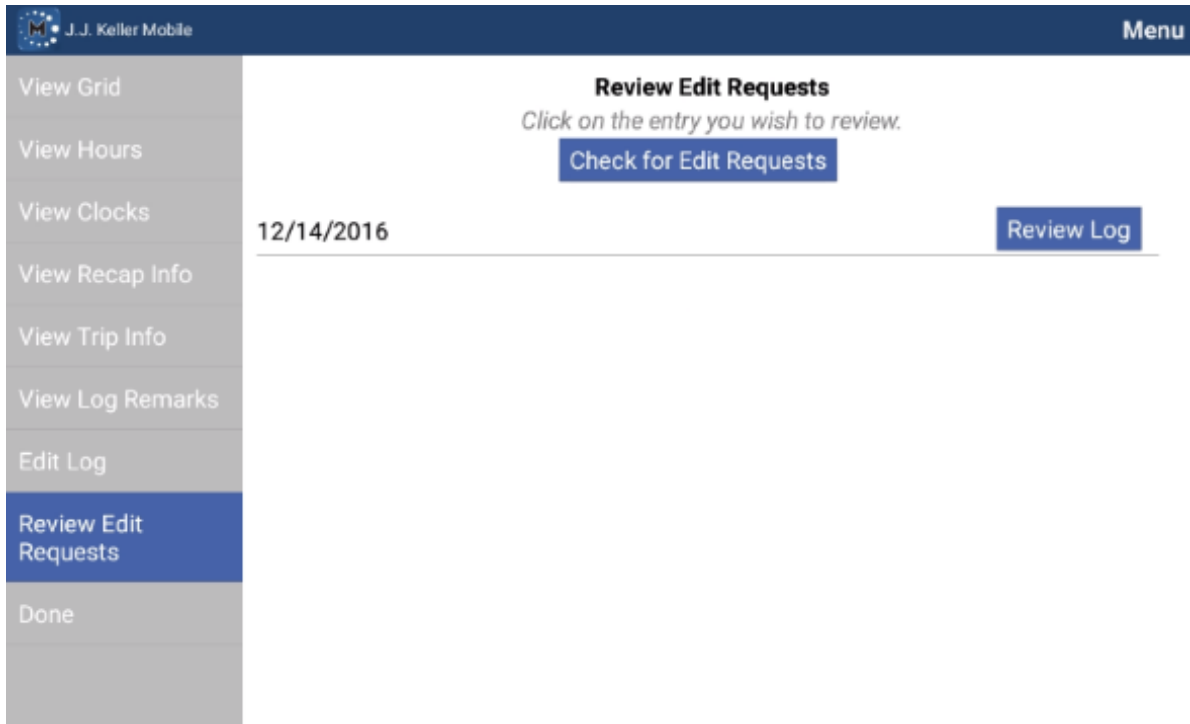 J.J. Keller Mobile
Menu
View Grid
View Hours
View Clocks
View Recap Info
View Trip Info
View Log Remarks
Edit Log
Review Edit
Requests
Done
Review Edit Requests
Click on the entry you wish to review.
Check for Edit Requests
12/14/2016
Review Log